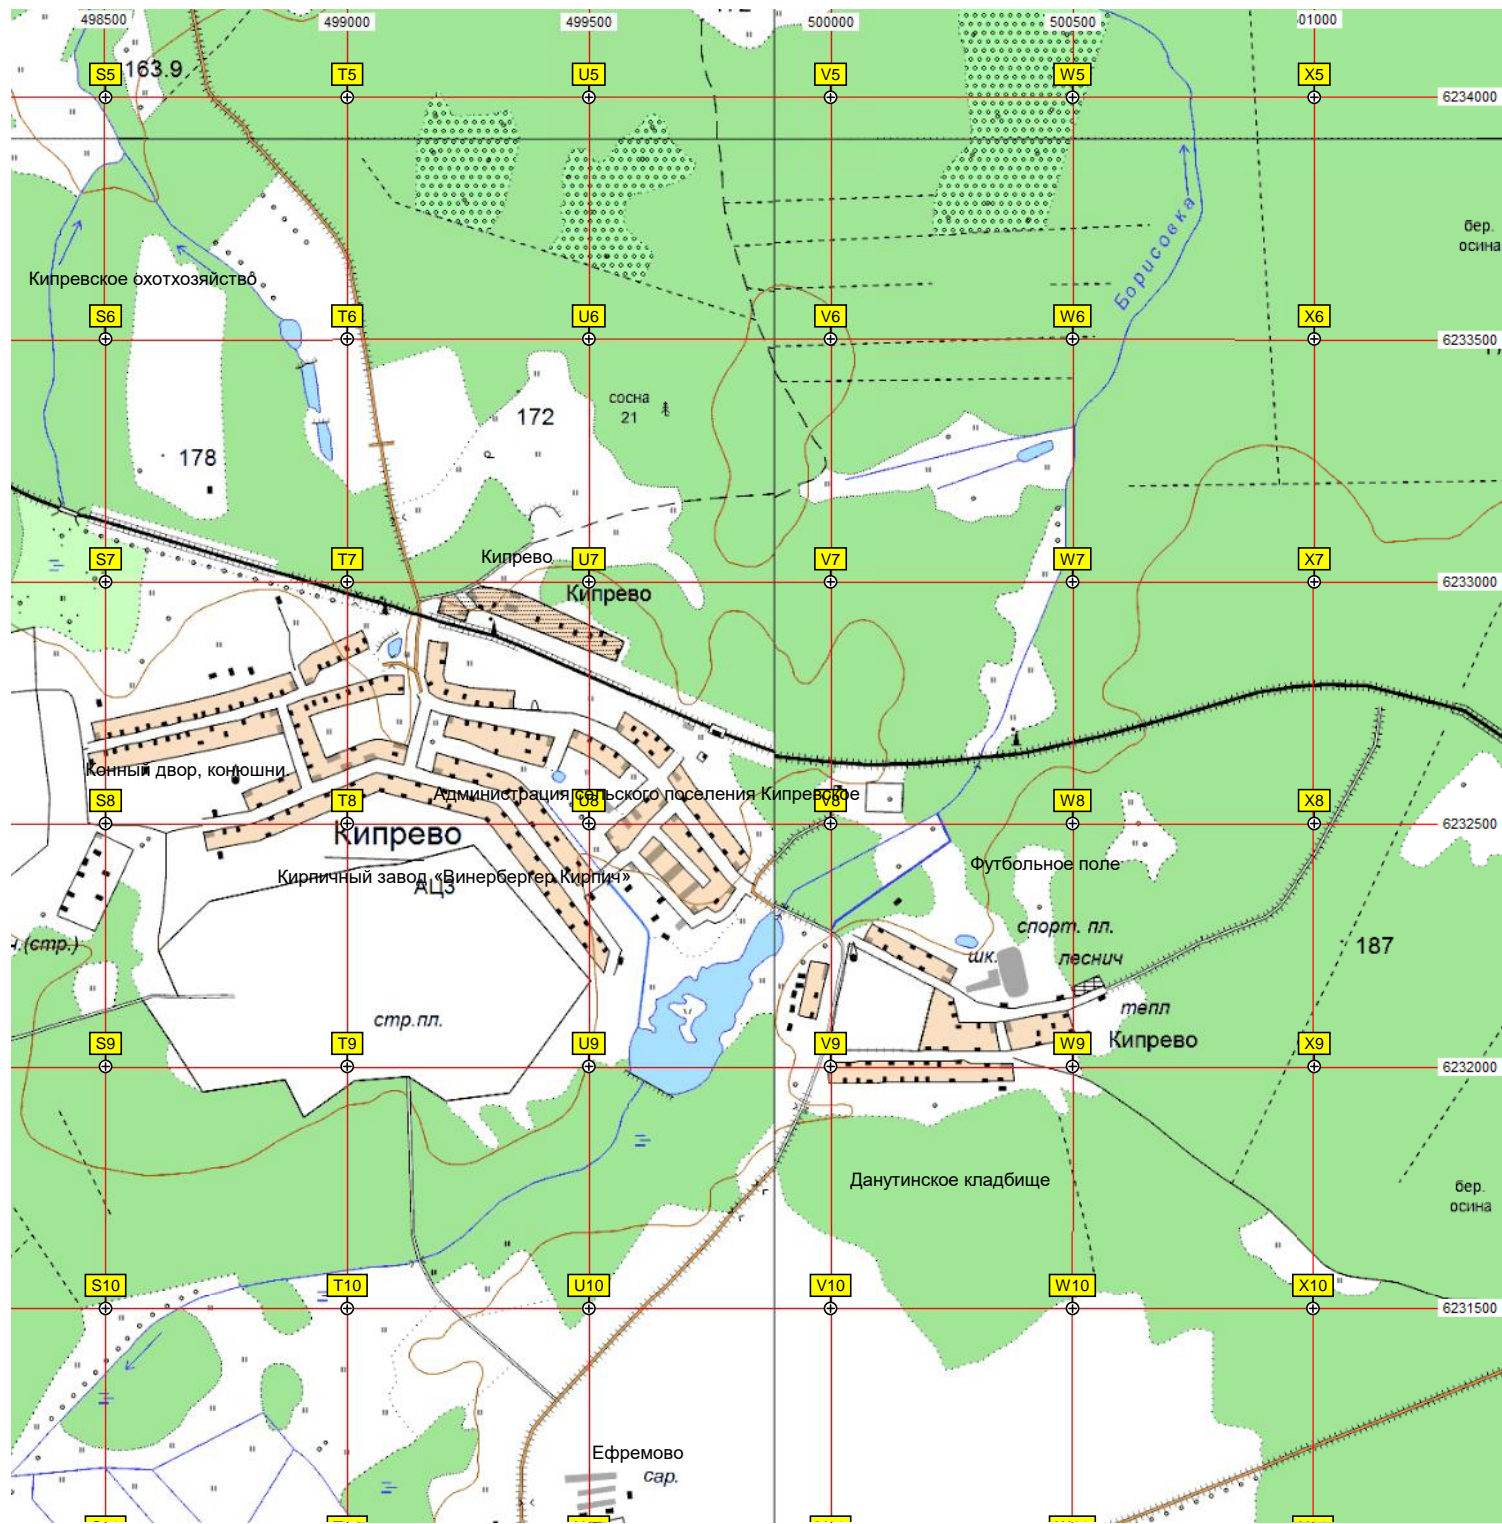 498500 499000 499500 500000 500500 501000
163.9
S5 T5 U5 V5 W5 X5
6234000
Борисовка
бер.
осина
Кипревское охотхозяйство
S6 T6 U6 V6 W6 X6
6233500
сосна
21
172
178
Кипрево
S7 T7 U7 V7 W7 X7
6233000
Кипрево
Конный двор, конюшни.
Администрация сельского поселения Кипревское
S8 T8 U8 V8 W8 X8
6232500
Кипрево
Футбольное поле
Кирпичный завод «Винербергер Кирпич»
АЦЗ
спорт. пл.
(стр.)
шк.
леснич
187
тепл
стр.пл.
S9 T9 U9 V9 W9 X9
Кипрево
6232000
Данутинское кладбище
бер.
осина
S10 T10 U10 V10 W10 X10
6231500
Ефремово
сар.